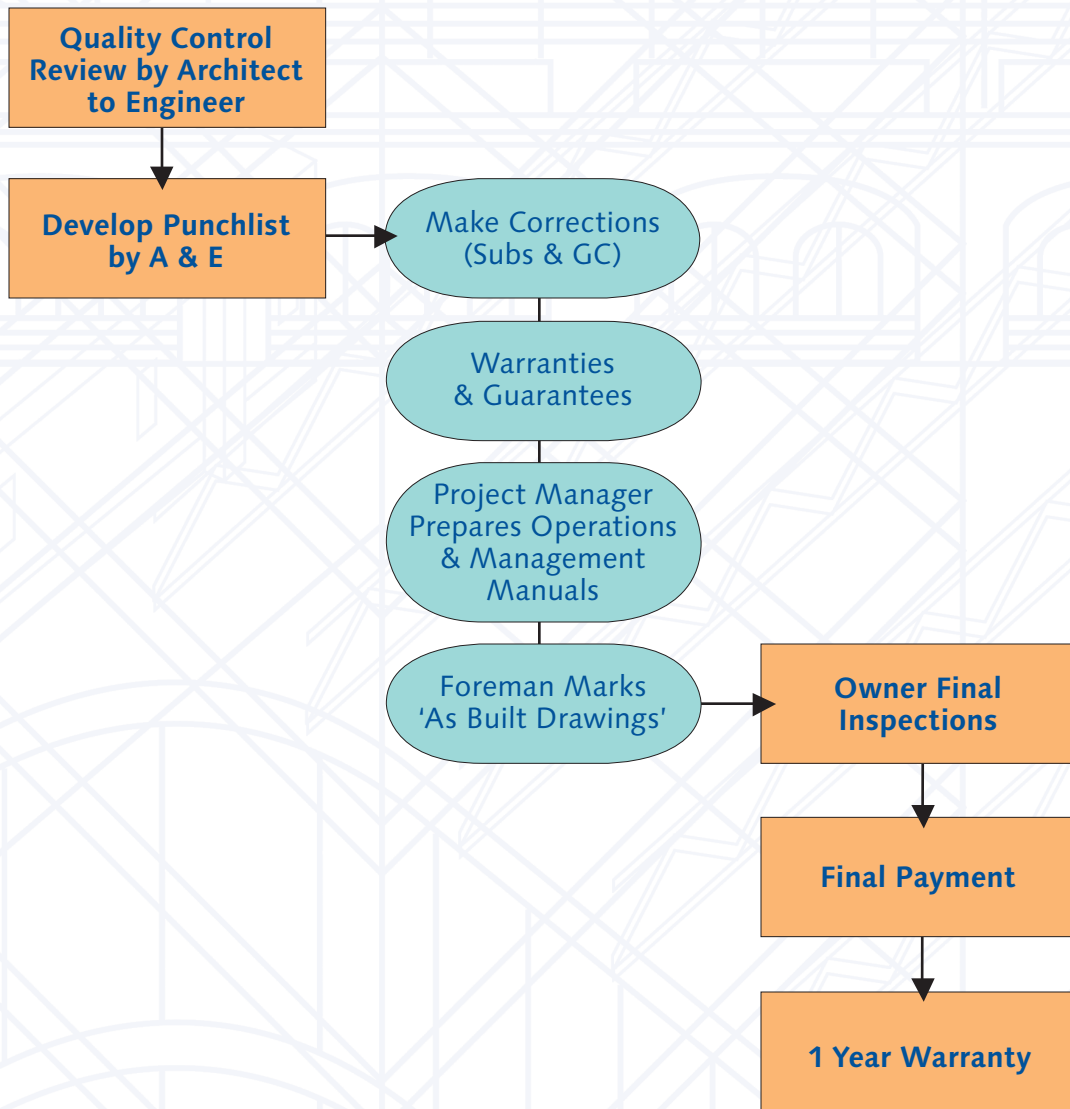 Quality Control
Review by Architect
to Engineer
Develop Punchlist
by A & E
Make Corrections
(Subs & GC)
Warranties
& Guarantees
Project Manager
Prepares Operations
& Management
Manuals
Foreman Marks
‘As Built Drawings’
Owner Final
Inspections
Final Payment
1 Year Warranty